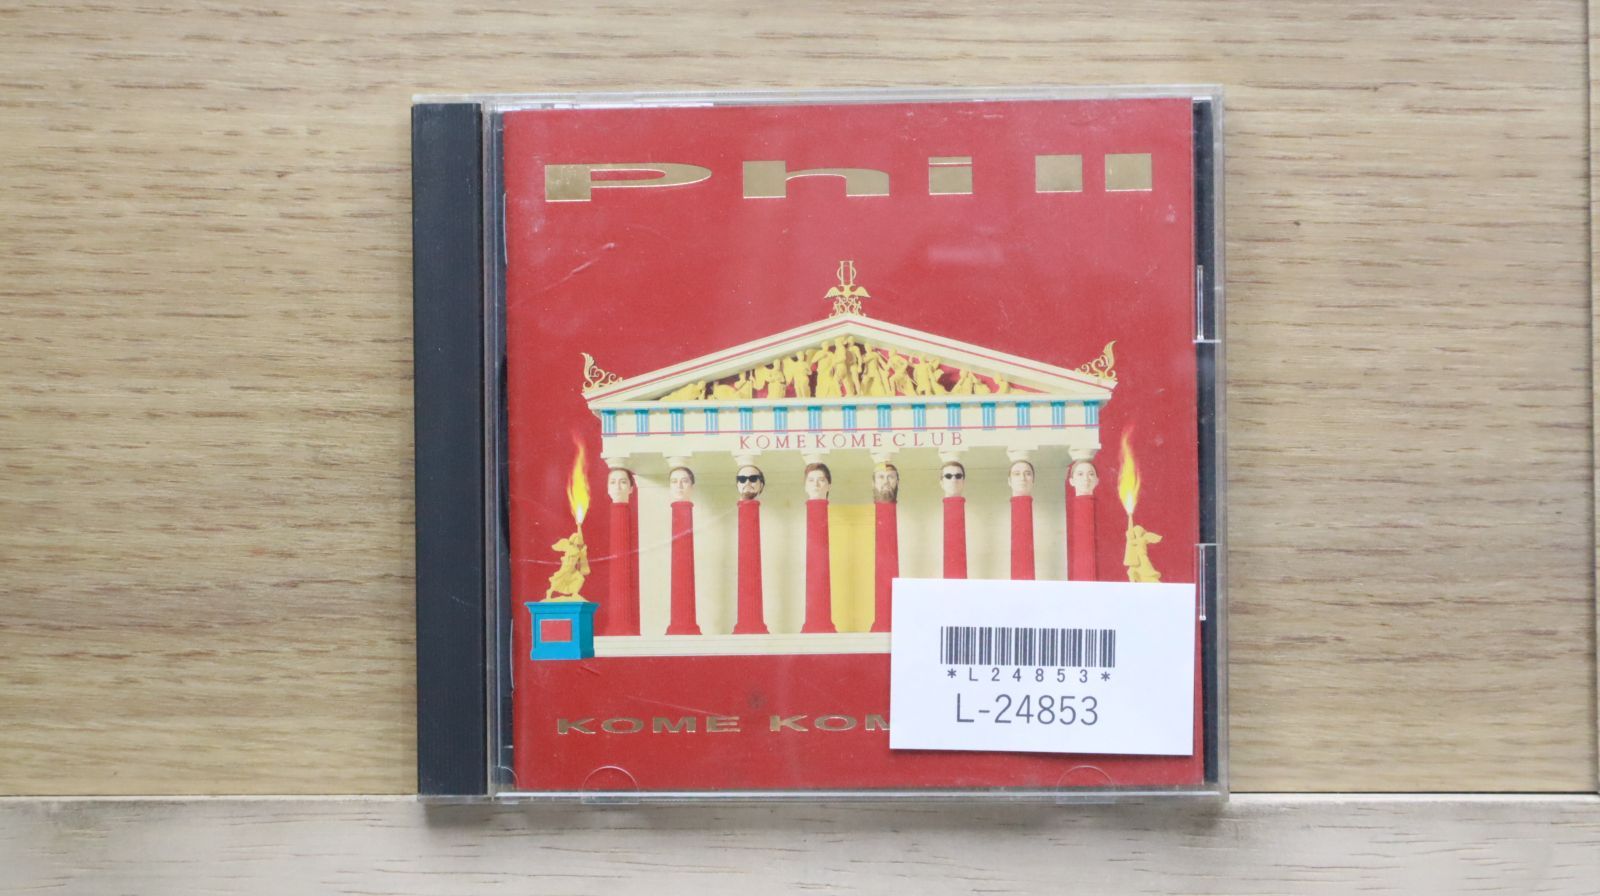 Phi II
KOME KOME CLUB
KOME KOM
*L24853*
L-24853